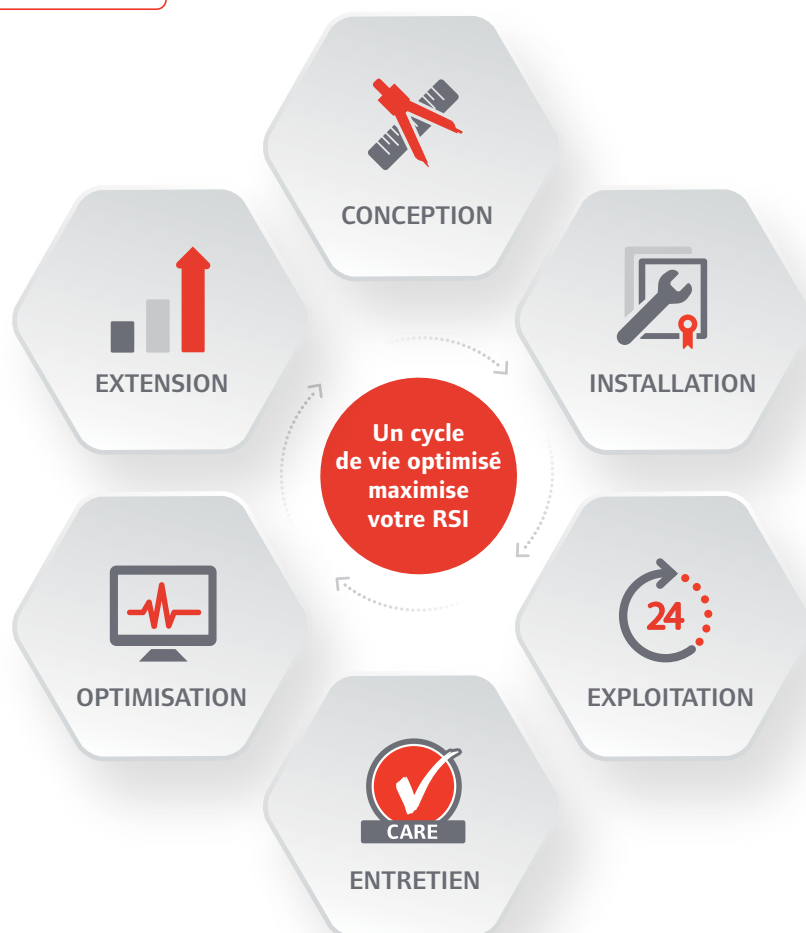 CONCEPTION
INSTALLATION
EXPLOITATION
24
ENTRETIEN
CARE
OPTIMISATION
EXTENSION
Un cycle
de vie optimisé
maximise
votre RSI